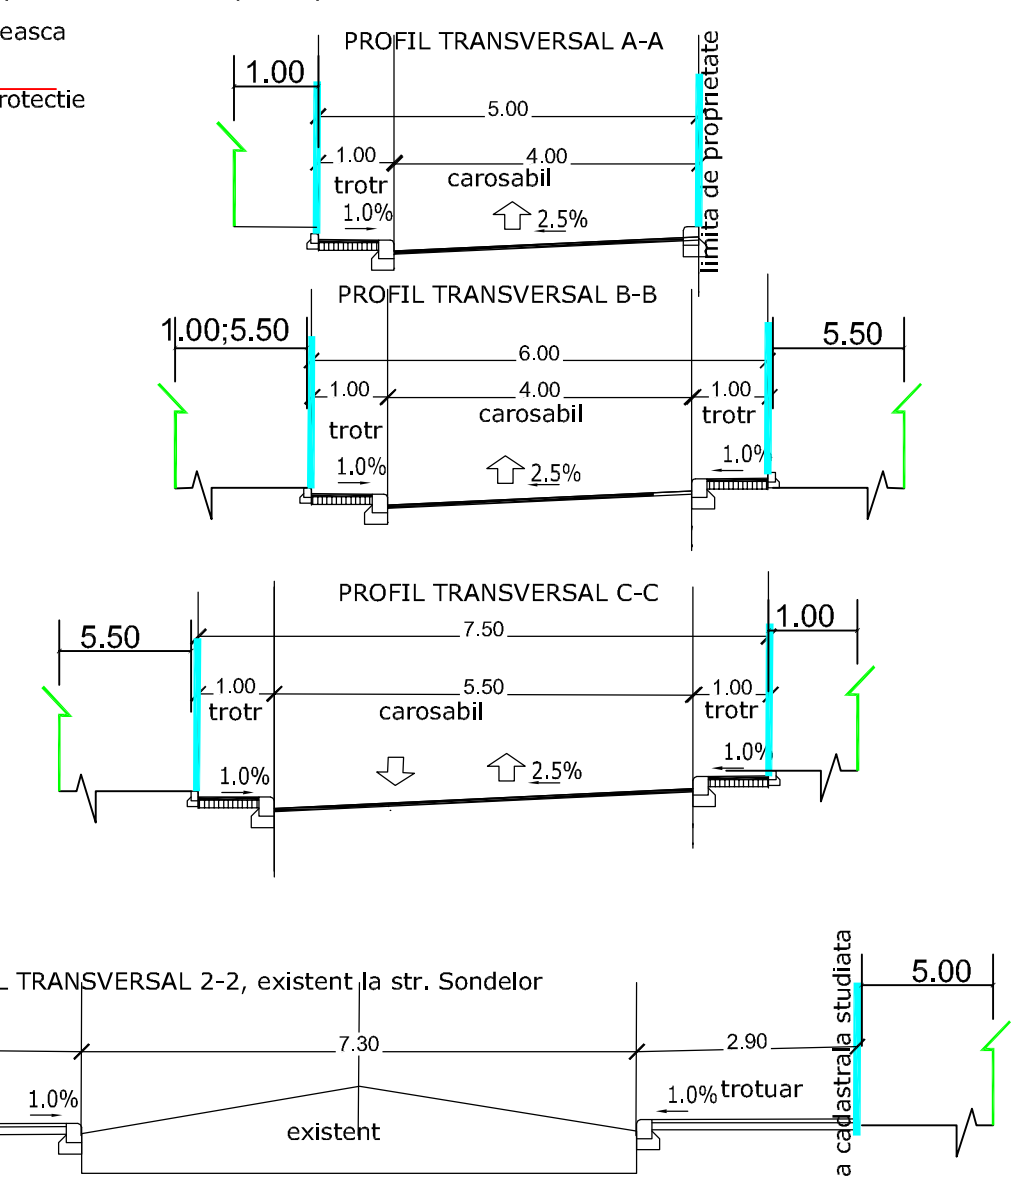 easca
rotectie
PROFIL TRANSVERSAL A-A
1.00
5.00
1.00
4.00
trotr
carosabil
1.0%
2.5%
limita de proprietate
PROFIL TRANSVERSAL B-B
1.00;5.50
5.50
6.00
1.00
4.00
1.00
trotr
carosabil
trotr
1.0%
2.5%
1.0%
PROFIL TRANSVERSAL C-C
5.50
7.50
1.00
1.00
5.50
1.00
trotr
carosabil
trotr
1.0%
2.5%
1.0%
L TRANSVERSAL 2-2, existent la str. Sondelor
5.00
7.30
2.90
1.0%
existent
1.0%
trotuar
a cadastrala studiata